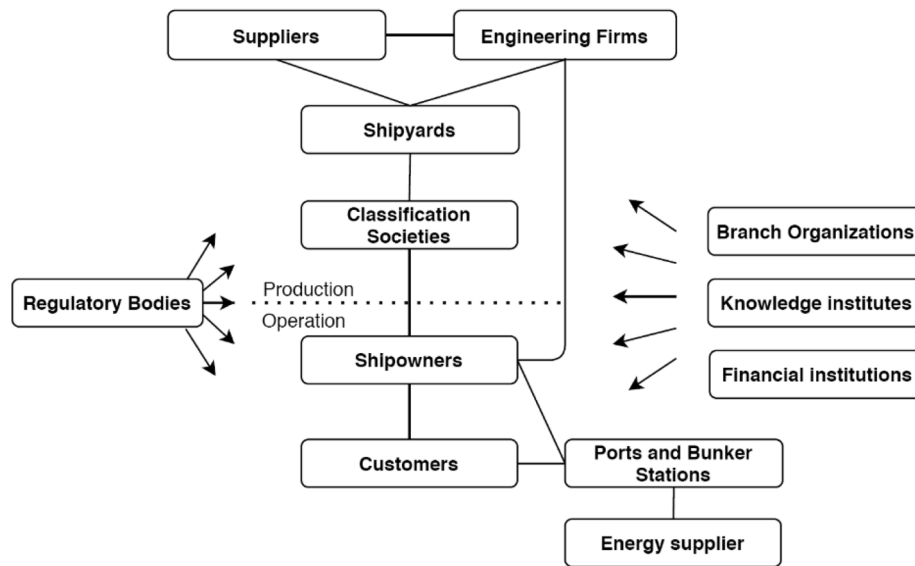 Suppliers
Engineering Firms
Shipyards
Classification
Societies
Branch Organizations
Regulatory Bodies
Production
Operation
Knowledge institutes
Shipowners
Financial institutions
Customers
Ports and Bunker
Stations
Energy supplier